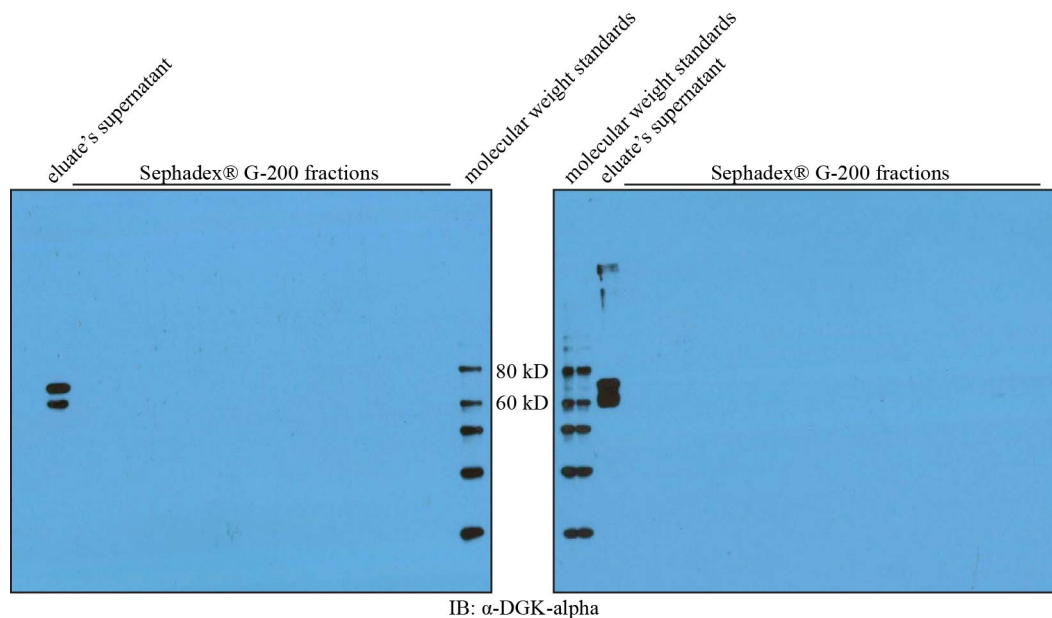 eluate's supernatant
Sephadex® G-200 fractions
molecular weight standards
molecular weight standards
eluate's supernatant
Sephadex® G-200 fractions
80 kD
60 kD
IB: α-DGK-alpha